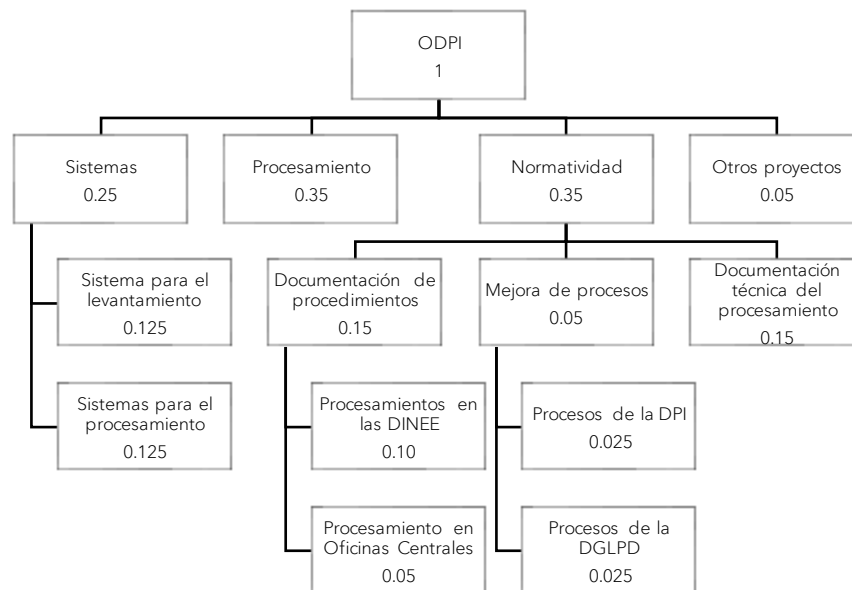 ODPI
1
Sistemas
0.25
Procesamiento
0.35
Normatividad
0.35
Otros proyectos
0.05
Sistema para el
levantamiento
0.125
Documentación de
procedimientos
0.15
Mejora de procesos
0.05
Documentación
técnica del
procesamiento
0.15
Sistemas para el
procesamiento
0.125
Procesamientos en
las DINEE
0.10
Procesos de la DPI
0.025
Procesamiento en
Oficinas Centrales
0.05
Procesos de la
DGLPD
0.025